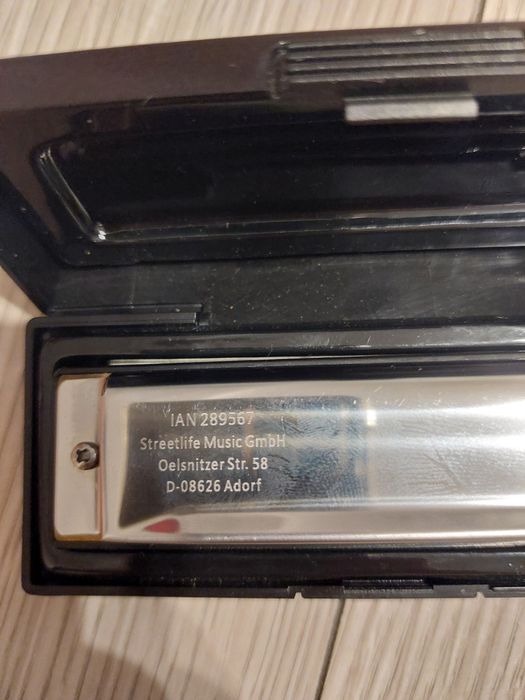 IAN 289567
Streetlife Music GmbH
Oelsnitzer Str. 58
D-08626 Adorf